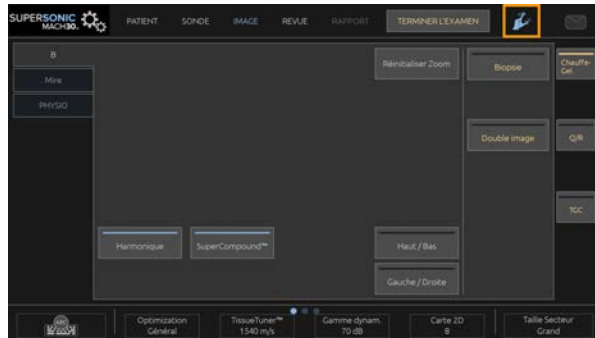 SUPERSONIC
MACH30.
PATIENT
SONDE
IMAGE
REVUE
RAPPORT
TERMINER L'EXAMEN
B
Mire
PHYSIO
Réinitialiser Zoom
Biopsie
Chauffe-
Gel
Double image
Q/R
TGC
Harmonique
SuperCompound™
Haut / Bas
Gauche / Droite
Optimization
Général
TissueTuner™
1540 m/s
Gamme dynam.
70 dB
Carte 2D
8
Taille Secteur
Grand